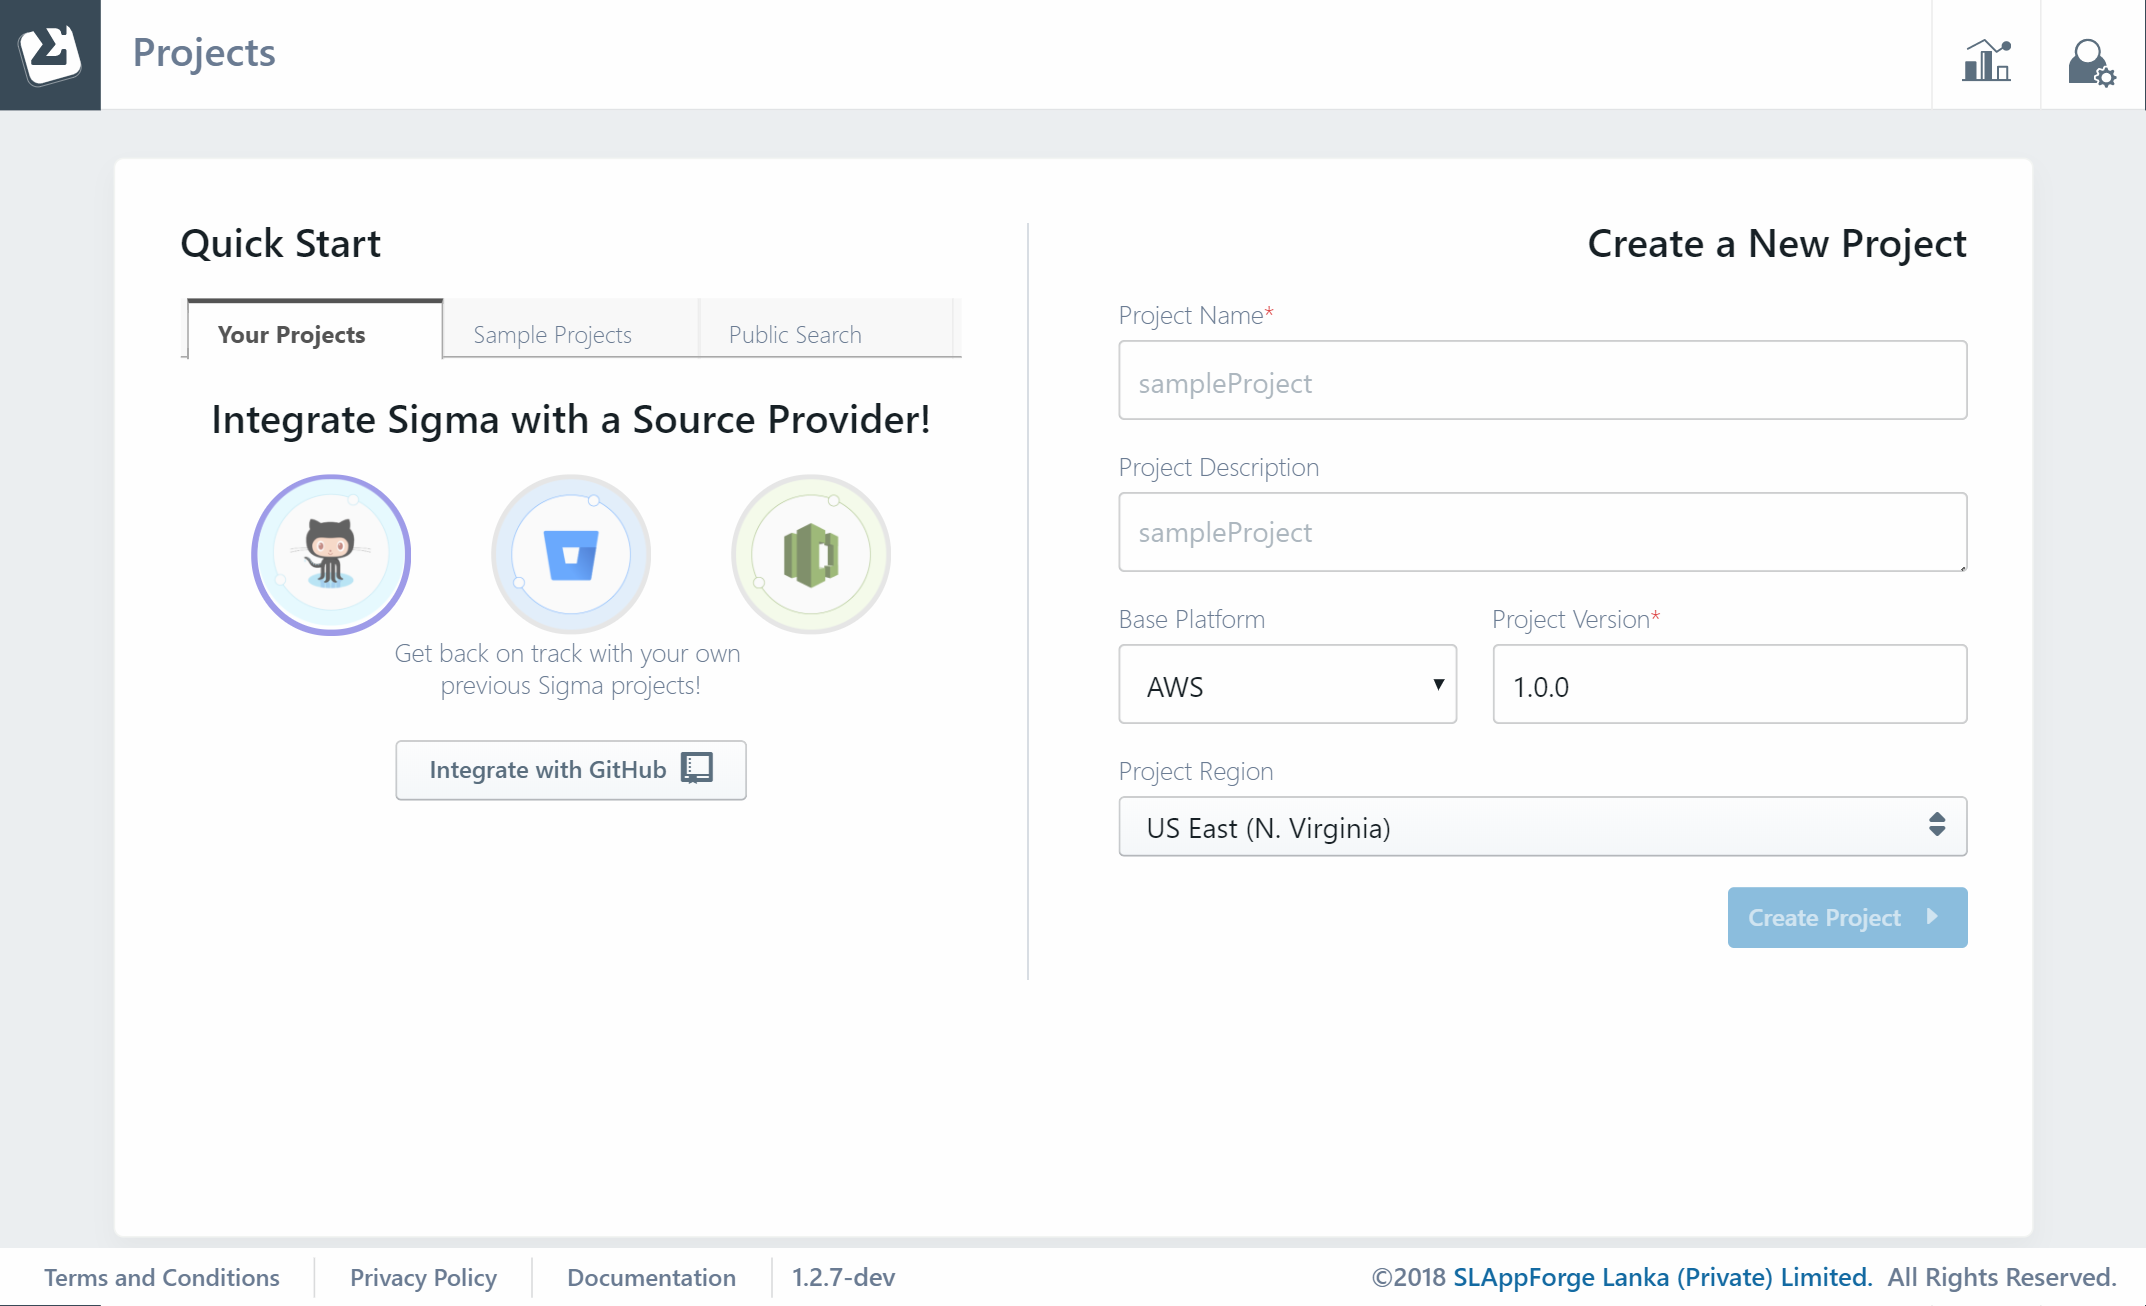 Projects
Quick Start
Your Projects
Sample Projects
Public Search
Integrate Sigma with a Source Provider!
Get back on track with your own
previous Sigma projects!
Integrate with GitHub
Create a New Project
Project Name*
sampleProject
Project Description
sampleProject
Base Platform
Project Version*
AWS
1.0.0
Project Region
US East (N. Virginia)
Create Project
Terms and Conditions
Privacy Policy
Documentation
1.2.7-dev
©2018 SLAppForge Lanka (Private) Limited. All Rights Reserved.